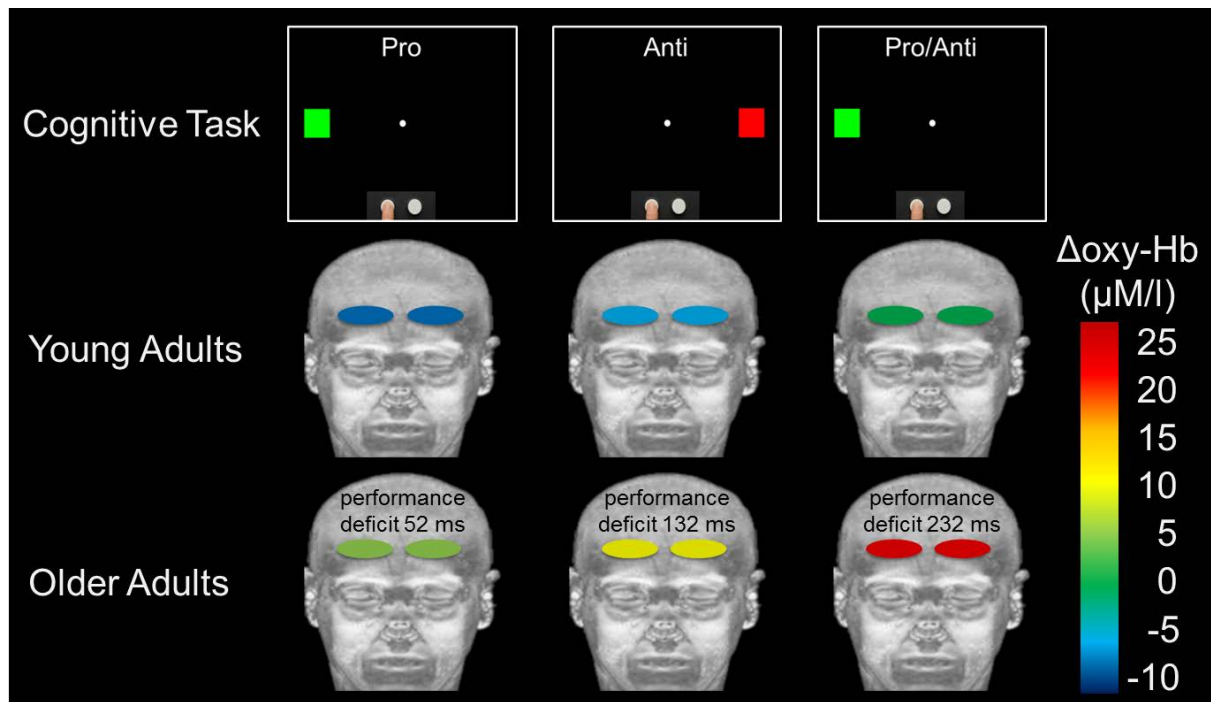 Pro
Anti
Pro/Anti
Cognitive Task
Δoxy-Hb
(μM/l)
Young Adults
25
20
15
10
5
0
-5
-10
performance
deficit 52 ms
performance
deficit 132 ms
performance
deficit 232 ms
Older Adults